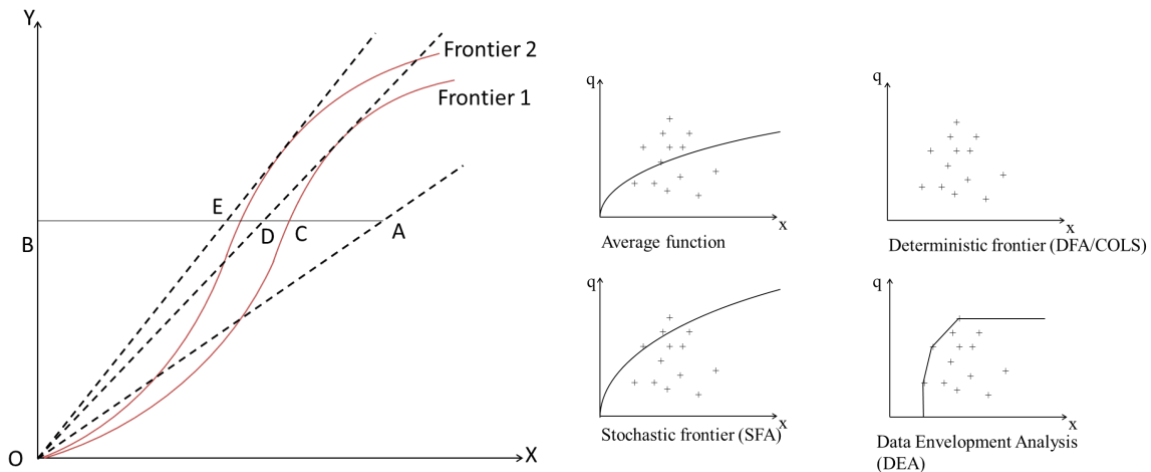 Y
Frontier 2
Frontier 1
E
D
C
A
B
O
X
q
x
Average function
q
x
Deterministic frontier (DFA/COLS)
q
x
Stochastic frontier (SFA)
q
x
Data Envelopment Analysis
(DEA)